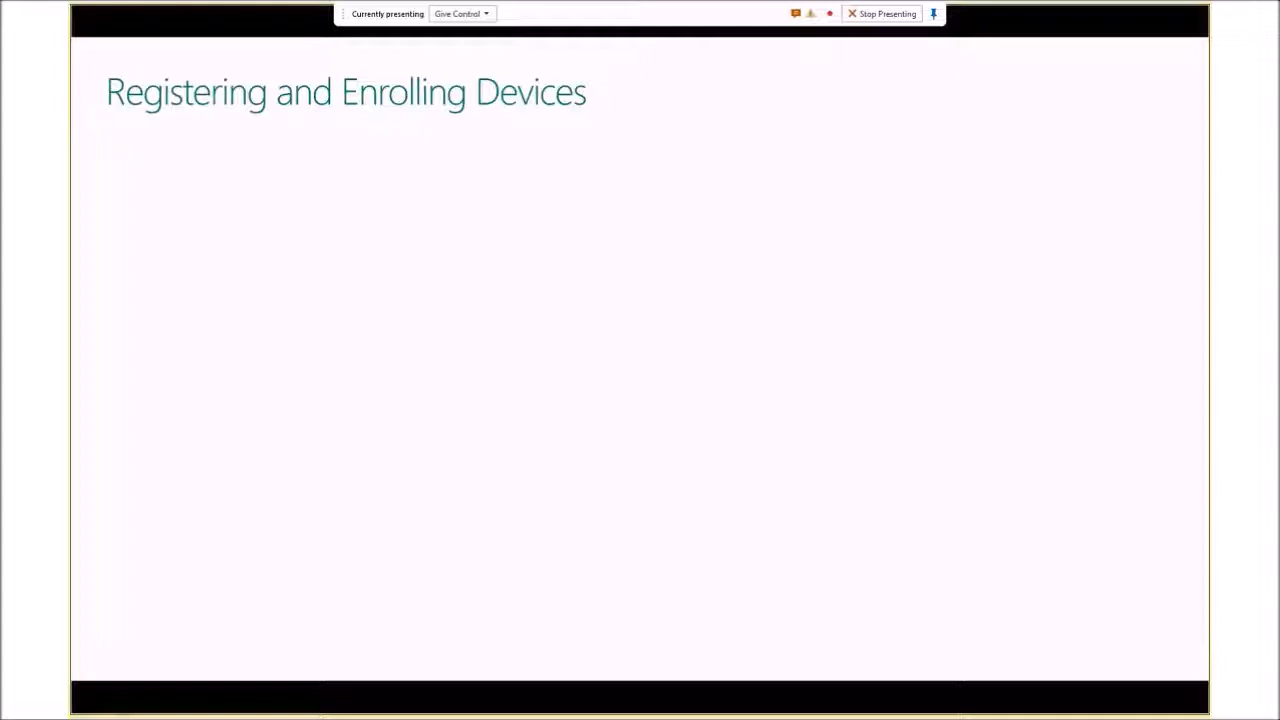 Currently presenting Give Control Stop Presenting
Registering and Enrolling Devices